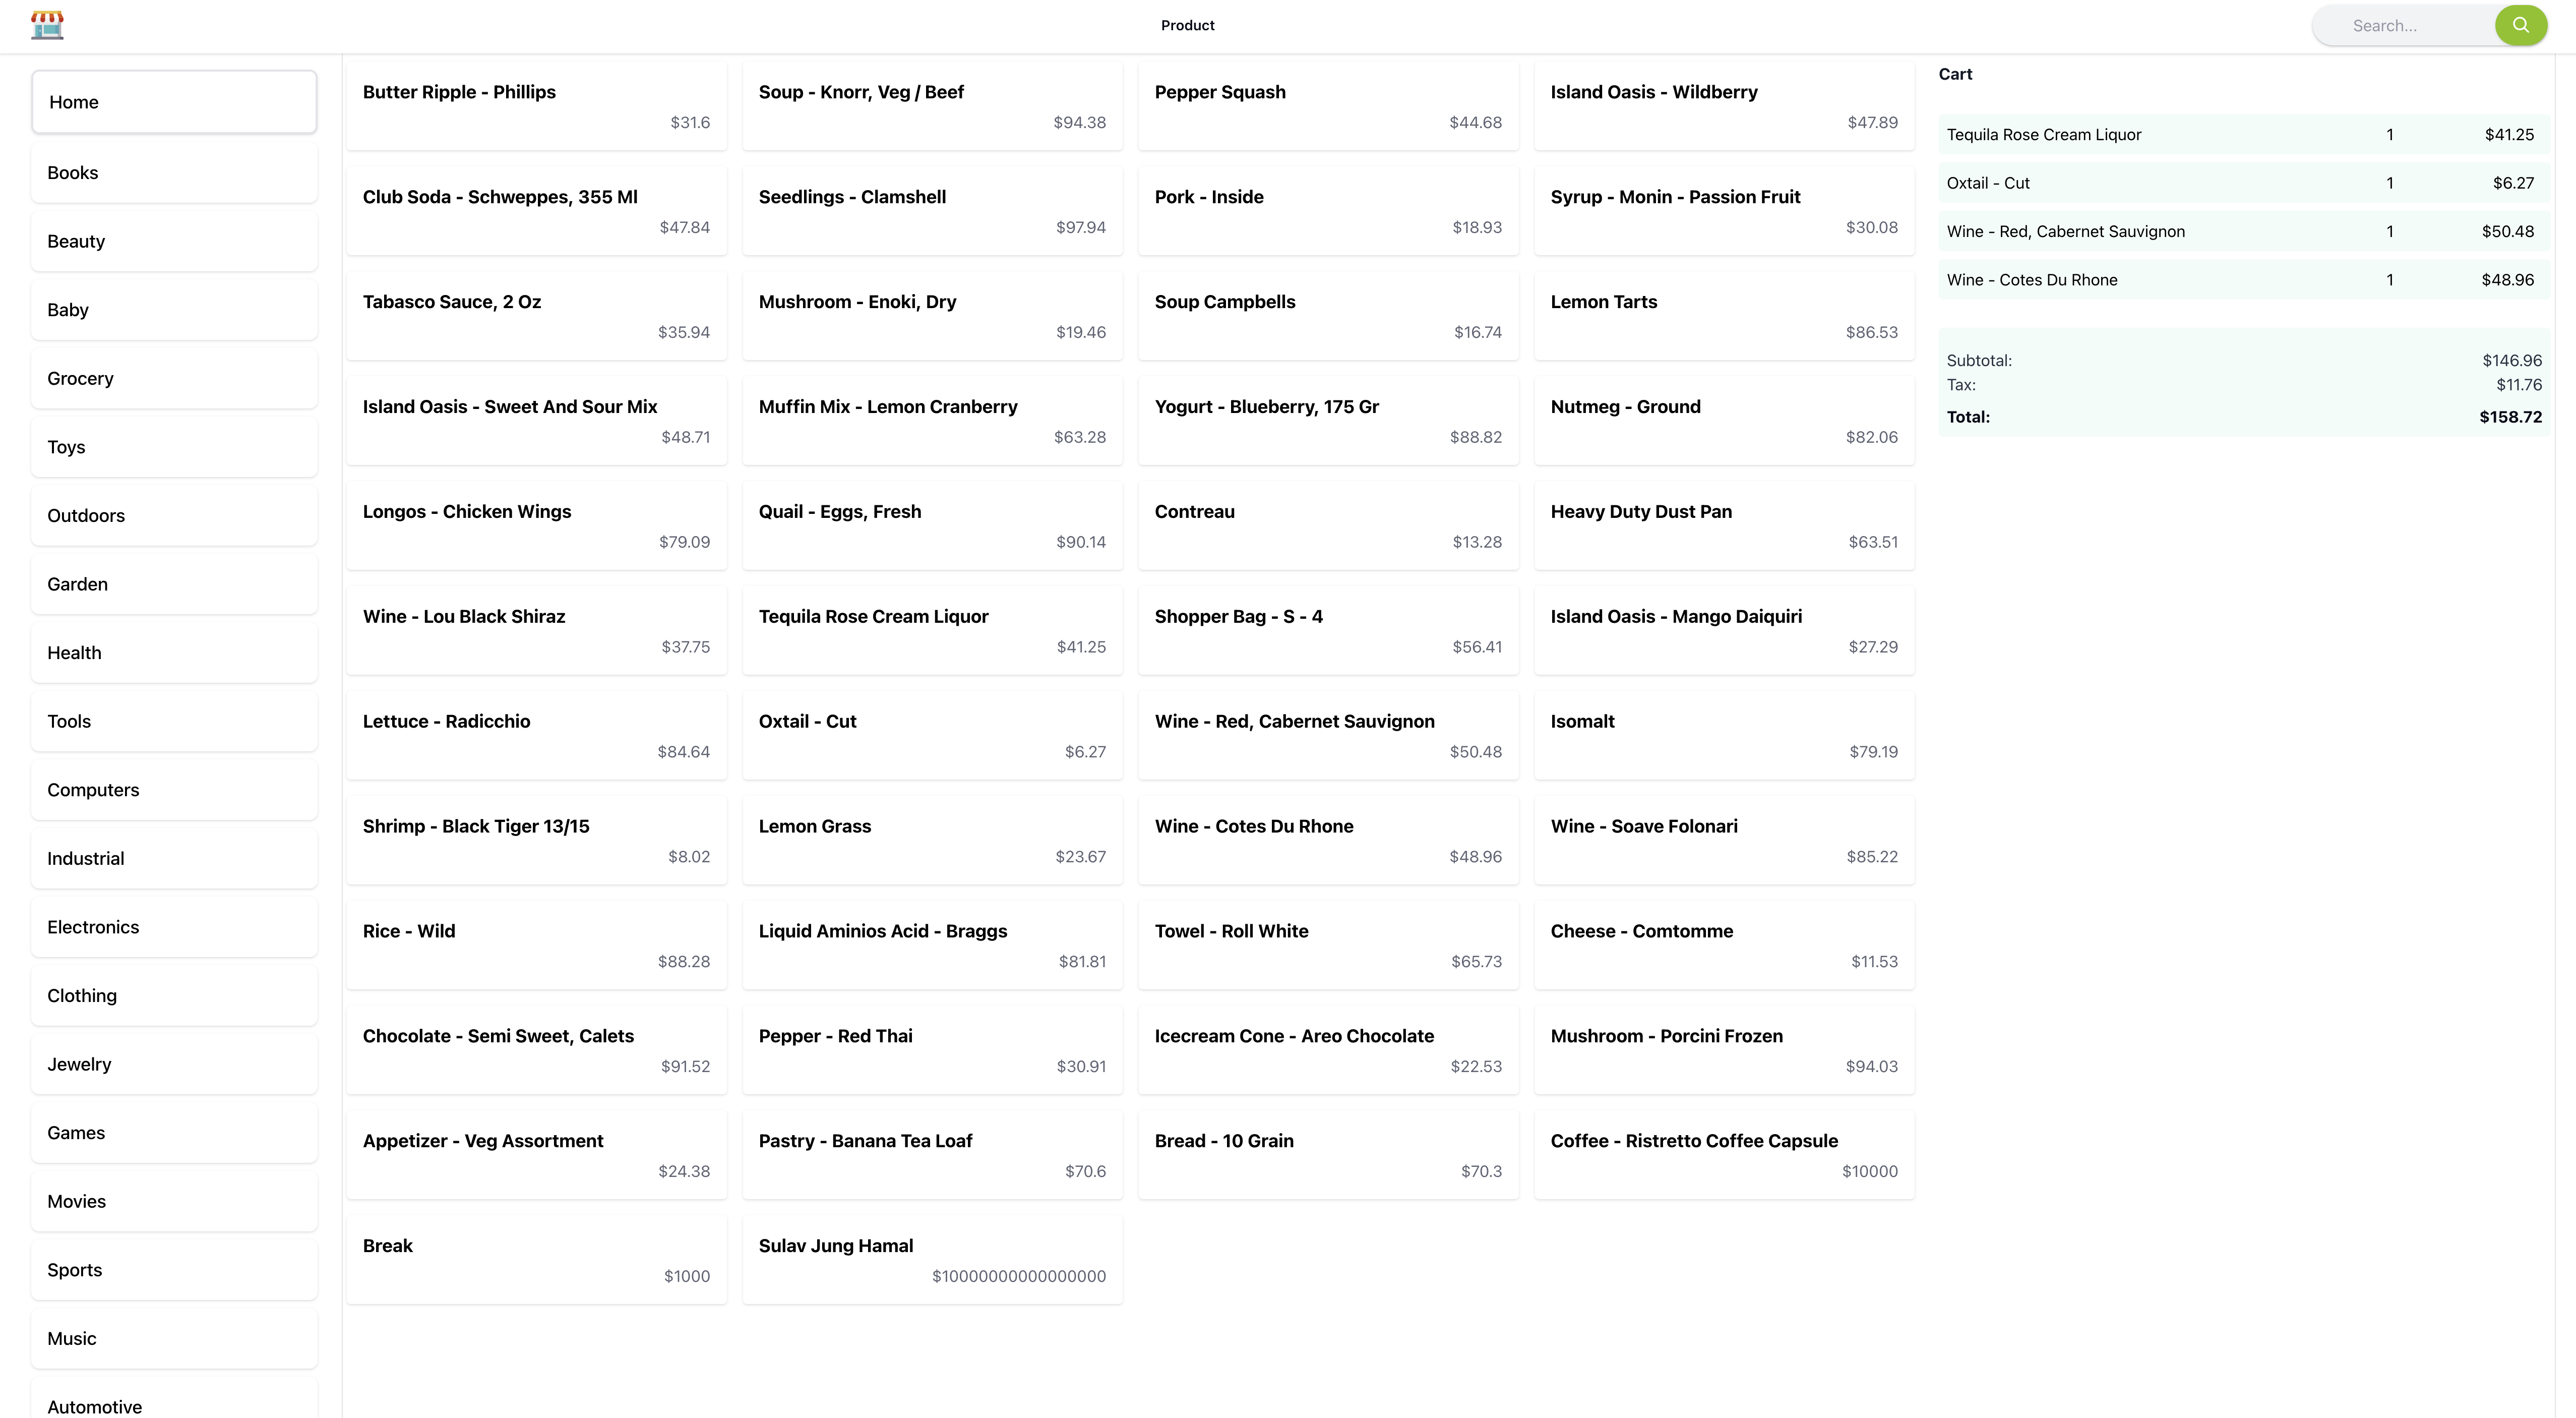 Product
Search...
Home
Books
Beauty
Baby
Grocery
Toys
Outdoors
Garden
Health
Tools
Computers
Industrial
Electronics
Clothing
Jewelry
Games
Movies
Sports
Music
Automotive
Butter Ripple - Phillips
$31.6
Soup - Knorr, Veg / Beef
$94.38
Pepper Squash
$44.68
Island Oasis - Wildberry
$47.89
Club Soda - Schweppes, 355 Ml
$47.84
Seedlings - Clamshell
$97.94
Pork - Inside
$18.93
Syrup - Monin - Passion Fruit
$30.08
Tabasco Sauce, 2 Oz
$35.94
Mushroom - Enoki, Dry
$19.46
Soup Campbells
$16.74
Lemon Tarts
$86.53
Island Oasis - Sweet And Sour Mix
$48.71
Muffin Mix - Lemon Cranberry
$63.28
Yogurt - Blueberry, 175 Gr
$88.82
Nutmeg - Ground
$82.06
Longos - Chicken Wings
$79.09
Quail - Eggs, Fresh
$90.14
Contreau
$13.28
Heavy Duty Dust Pan
$63.51
Wine - Lou Black Shiraz
$37.75
Tequila Rose Cream Liquor
$41.25
Shopper Bag - S - 4
$56.41
Island Oasis - Mango Daiquiri
$27.29
Lettuce - Radicchio
$84.64
Oxtail - Cut
$6.27
Wine - Red, Cabernet Sauvignon
$50.48
Isomalt
$79.19
Shrimp - Black Tiger 13/15
$8.02
Lemon Grass
$23.67
Wine - Cotes Du Rhone
$48.96
Wine - Soave Folonari
$85.22
Rice - Wild
$88.28
Liquid Aminios Acid - Braggs
$81.81
Towel - Roll White
$65.73
Cheese - Comtomme
$11.53
Chocolate - Semi Sweet, Calets
$91.52
Pepper - Red Thai
$30.91
Icecream Cone - Areo Chocolate
$22.53
Mushroom - Porcini Frozen
$94.03
Appetizer - Veg Assortment
$24.38
Pastry - Banana Tea Loaf
$70.6
Bread - 10 Grain
$70.3
Coffee - Ristretto Coffee Capsule
$10000
Break
$1000
Sulav Jung Hamal
$10000000000000000
Cart
Tequila Rose Cream Liquor 1 $41.25
Oxtail - Cut 1 $6.27
Wine - Red, Cabernet Sauvignon 1 $50.48
Wine - Cotes Du Rhone 1 $48.96
Subtotal: $146.96
Tax: $11.76
Total: $158.72